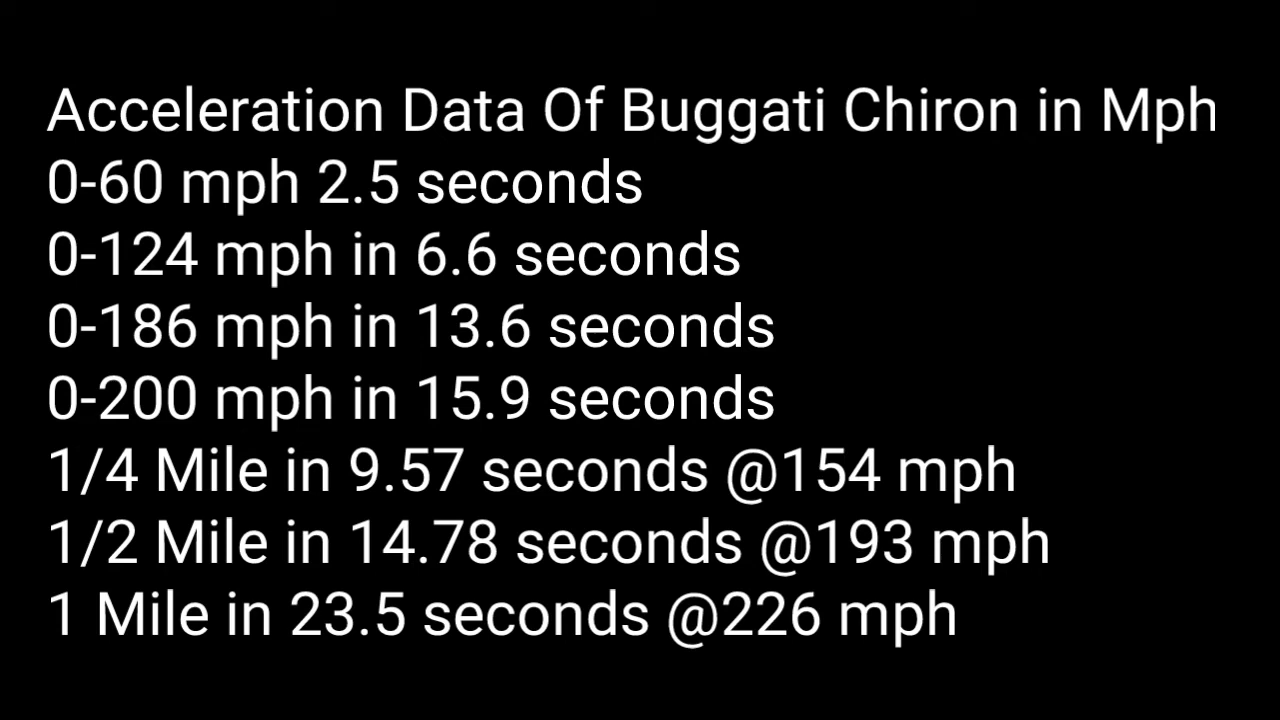 Acceleration Data Of Buggati Chiron in Mph
0-60 mph 2.5 seconds
0-124 mph in 6.6 seconds
0-186 mph in 13.6 seconds
0-200 mph in 15.9 seconds
1/4 Mile in 9.57 seconds @154 mph
1/2 Mile in 14.78 seconds @193 mph
1 Mile in 23.5 seconds @226 mph